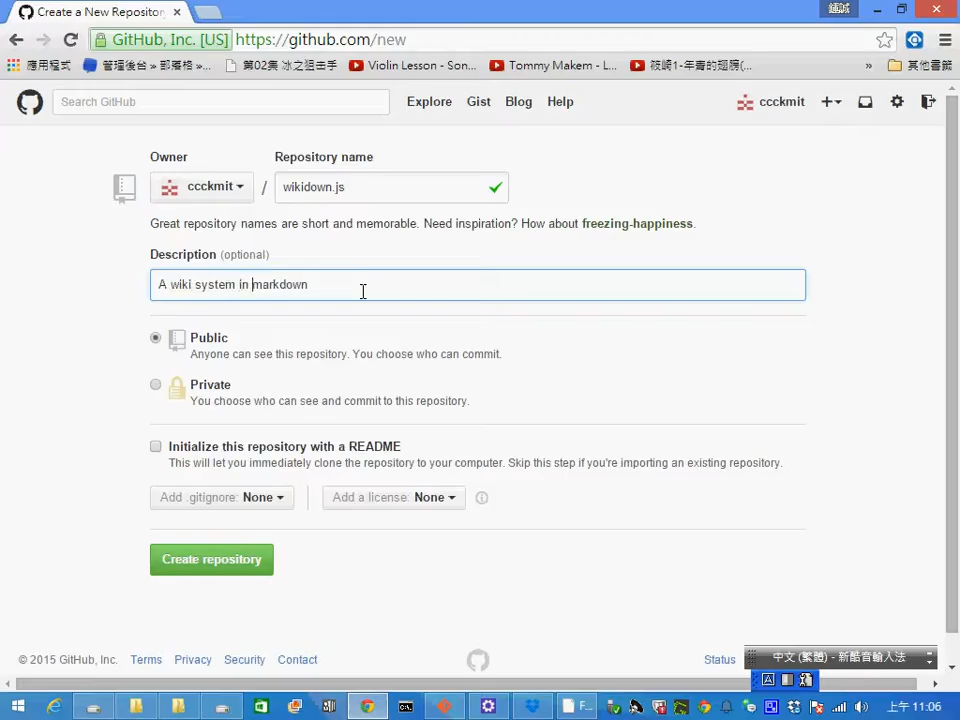 Create a New Repository
GitHub, Inc. [US] https://github.com/new
應用程式 管理後台 » 部落格 »... 第02集 冰之狙击手 Violin Lesson - Son... Tommy Makem - L... 筱崎1-年青的翅膀(... » 其他書籤
Search GitHub Explore Gist Blog Help ccckmit
Owner Repository name
ccckmit / wikidown.js
Great repository names are short and memorable. Need inspiration? How about freezing-happiness.
Description (optional)
A wiki system in markdown
Public
Anyone can see this repository. You choose who can commit.
Private
You choose who can see and commit to this repository.
Initialize this repository with a README
This will let you immediately clone the repository to your computer. Skip this step if you're importing an existing repository.
Add .gitignore: None Add a license: None
Create repository
© 2015 GitHub, Inc. Terms Privacy Security Contact Status
中文 (繁體) - 新酷音輸入法
A
F...
上午 11:06